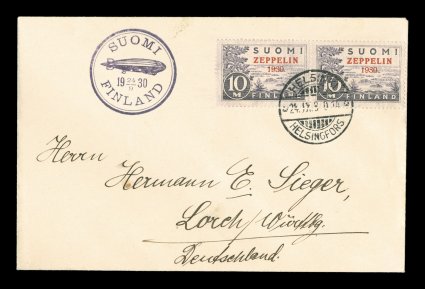 SUOMI
19 24/IX 30
FINLAND
SUOMI
ZEPPELIN
1930
10 M FINLAND
SUOMI
ZEPPELIN
1930
10 M FINLAND
HELSINKI
HELSINGFORS
Herrn
Hermann E. Sieger,
Lorch/Württbg.
Deutschland.